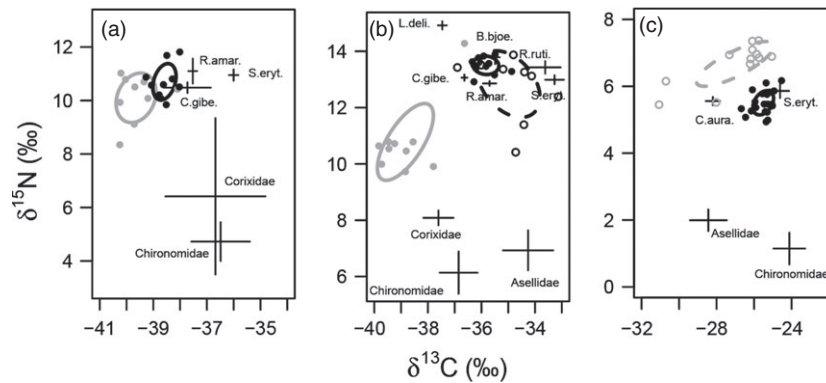 (a)
R.amar.
S.eryt.
C.gibe.
Corixidae
Chironomidae
12
10
8
6
4
−41
−39
−37
−35
δ15N (‰)
(b)
L.deli.
B.bjoe.
R.ruti.
C.gibe.
R.amar.
S.eryt.
Corixidae
Chironomidae
Asellidae
14
12
10
8
6
−40
−38
−36
−34
δ13C (‰)
(c)
S.eryt.
C.aura.
Asellidae
Chironomidae
8
6
4
2
0
−32
−28
−24